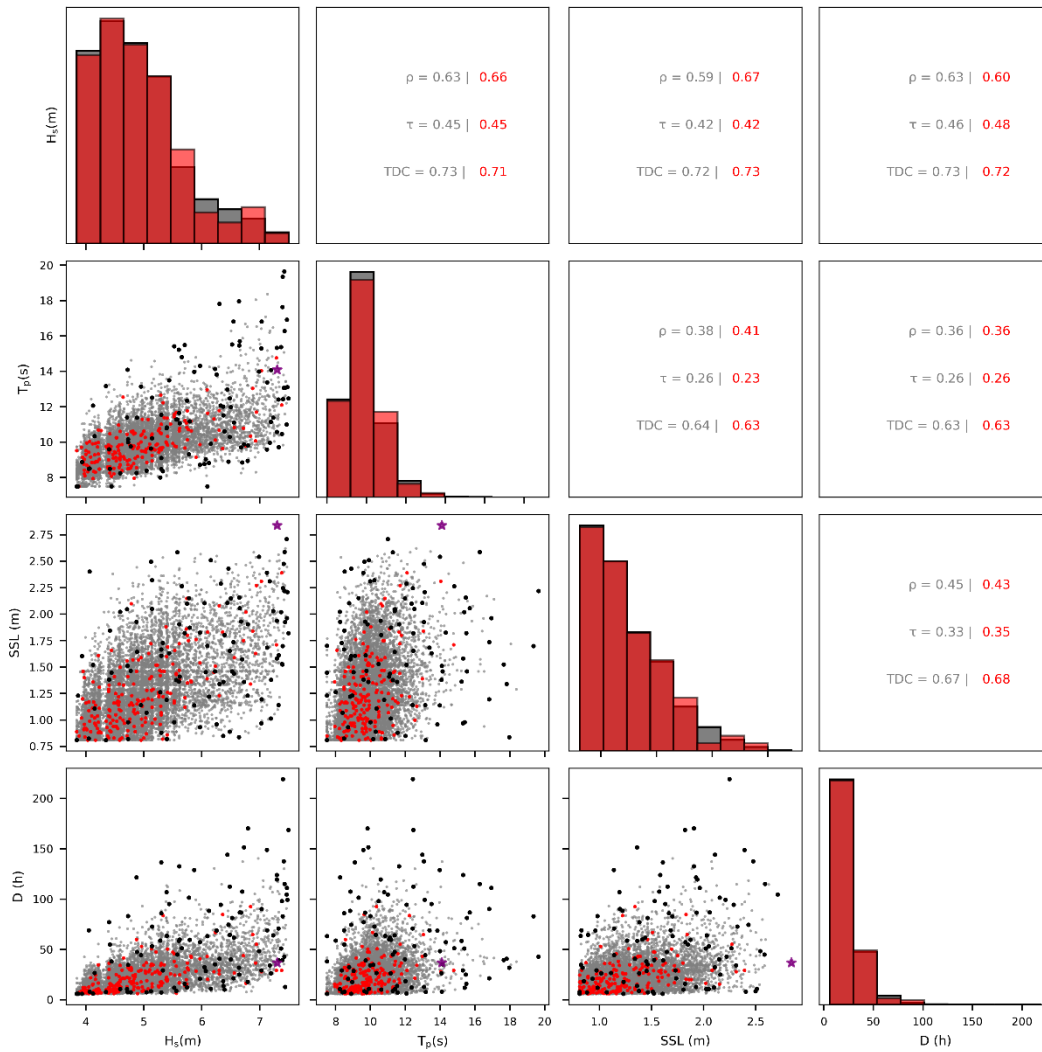 H_s(m)
ρ = 0.63 | 0.66
τ = 0.45 | 0.45
TDC = 0.73 | 0.71
ρ = 0.59 | 0.67
τ = 0.42 | 0.42
TDC = 0.72 | 0.73
ρ = 0.63 | 0.60
τ = 0.46 | 0.48
TDC = 0.73 | 0.72
T_p(s)
20
18
16
14
12
10
8
ρ = 0.38 | 0.41
τ = 0.26 | 0.23
TDC = 0.64 | 0.63
ρ = 0.36 | 0.36
τ = 0.26 | 0.26
TDC = 0.63 | 0.63
SSL (m)
2.75
2.50
2.25
2.00
1.75
1.50
1.25
1.00
0.75
ρ = 0.45 | 0.43
τ = 0.33 | 0.35
TDC = 0.67 | 0.68
D (h)
200
150
100
50
0
4 5 6 7
8 10 12 14 16 18 20
1.0 1.5 2.0 2.5
0 50 100 150 200
H_s(m)
T_p(s)
SSL (m)
D (h)